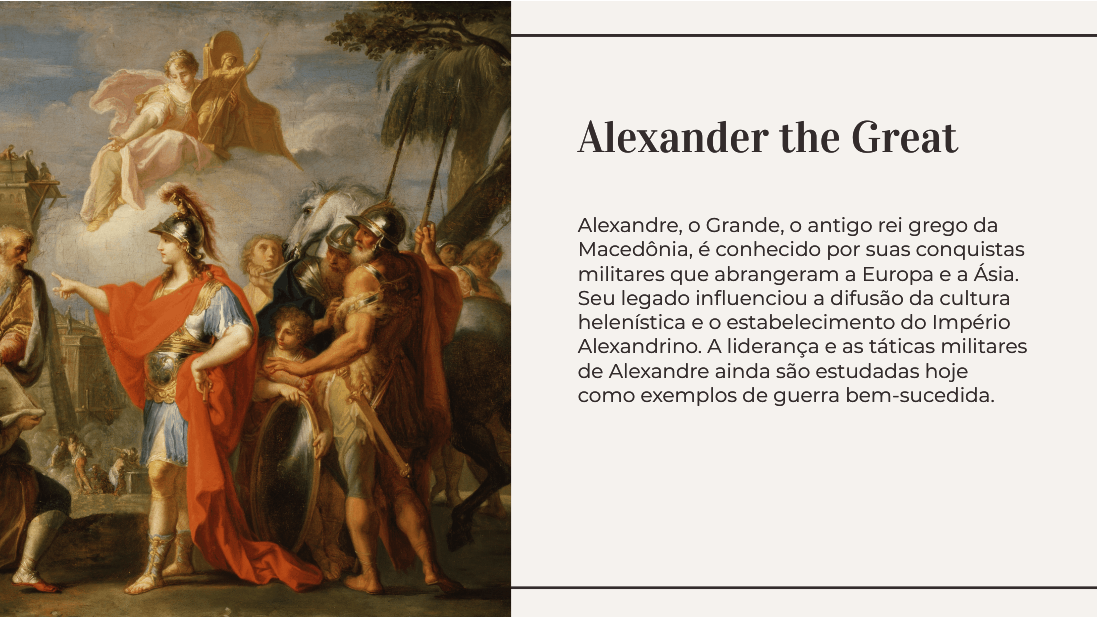 Alexander the Great
Alexandre, o Grande, o antigo rei grego da
Macedônia, é conhecido por suas conquistas
militares que abrangeram a Europa e a Ásia.
Seu legado influenciou a difusão da cultura
helenística e o estabelecimento do Império
Alexandrino. A liderança e as táticas militares
de Alexandre ainda são estudadas hoje
como exemplos de guerra bem-sucedida.